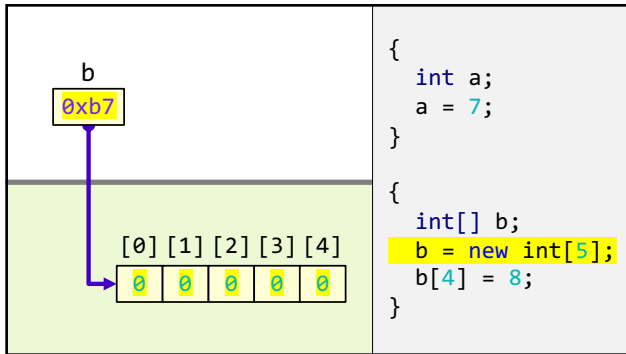 b
0xb7
[0] [1] [2] [3] [4]
0 0 0 0 0
{
int a;
a = 7;
}
{
int[] b;
b = new int[5];
b[4] = 8;
}